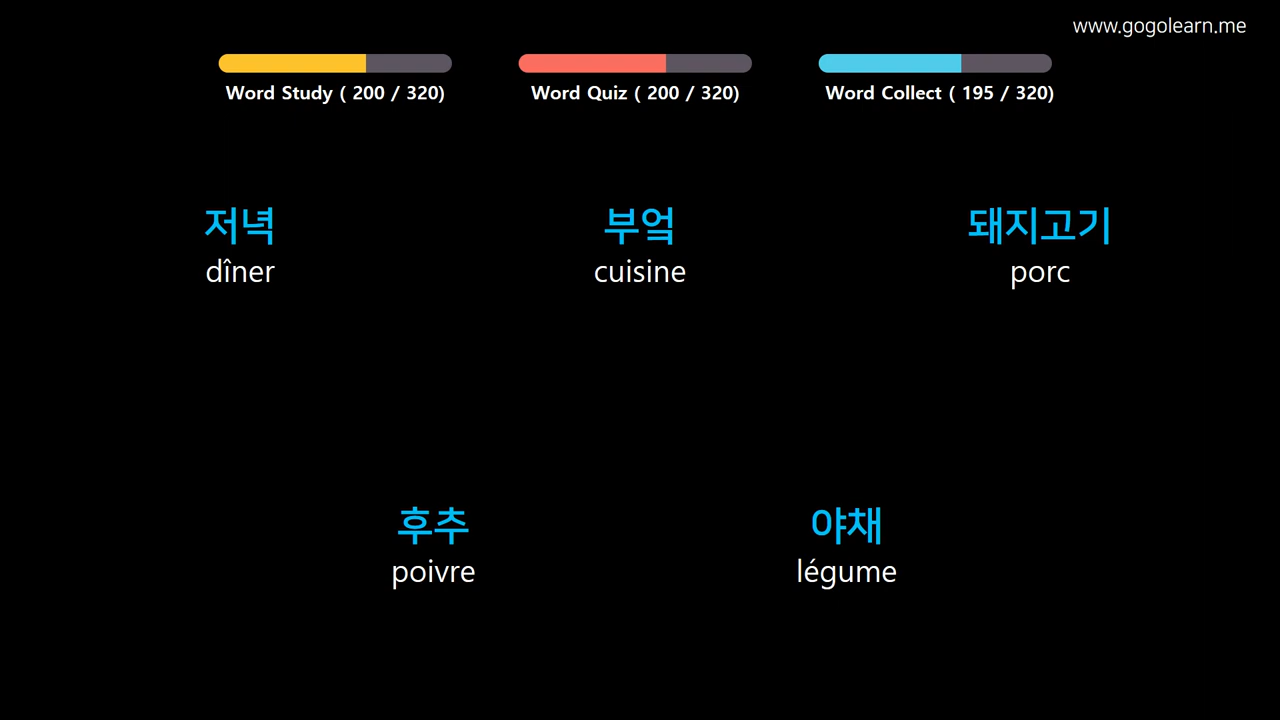 www.gogolearn.me
Word Study ( 200 / 320)
Word Quiz ( 200 / 320)
Word Collect ( 195 / 320)
저녁
dîner
부엌
cuisine
돼지고기
porc
후추
poivre
야채
légume